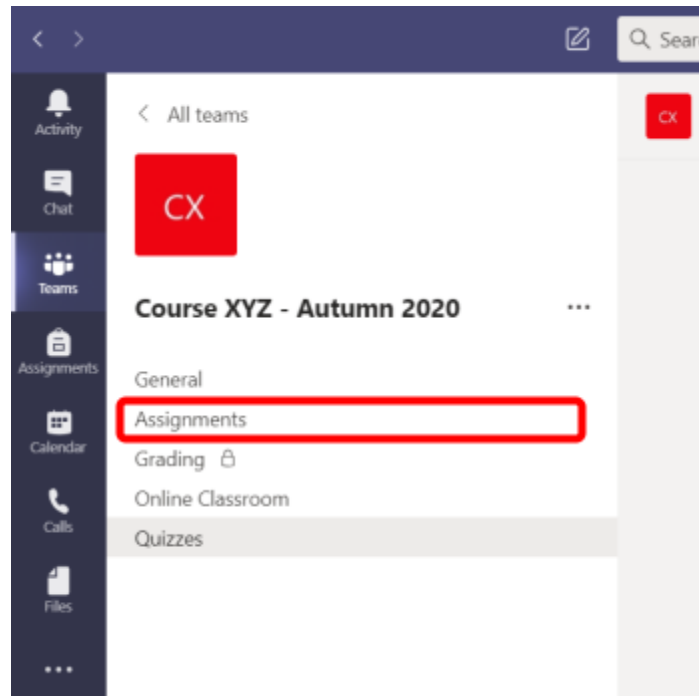 Sear
Activity
Chat
Teams
Assignments
Calendar
Calls
Files
All teams
CX
Course XYZ - Autumn 2020
General
Assignments
Grading
Online Classroom
Quizzes
CX